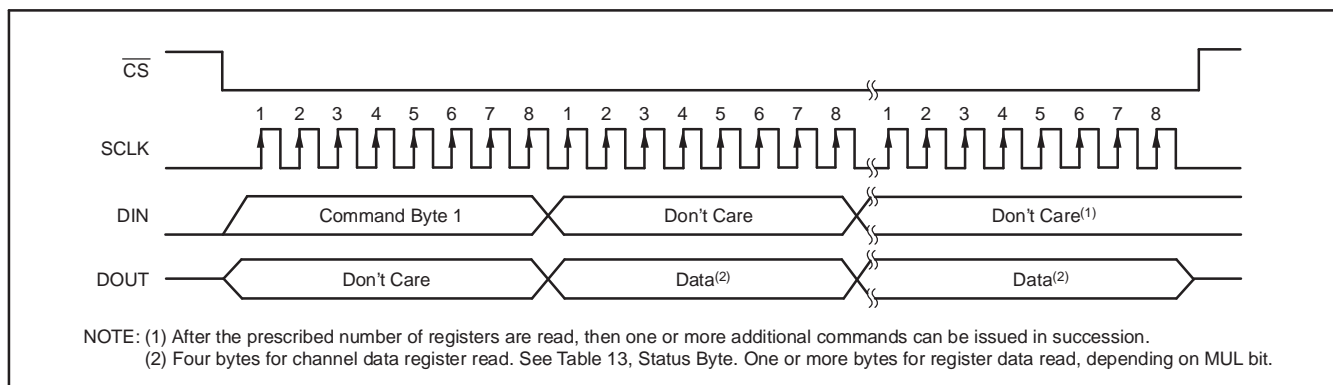 CS
1 2 3 4 5 6 7 8 1 2 3 4 5 6 7 8 1 2 3 4 5 6 7 8
SCLK
DIN Command Byte 1 Don't Care Don't Care(1)
DOUT Don't Care Data(2) Data(2)
NOTE: (1) After the prescribed number of registers are read, then one or more additional commands can be issued in succession.
(2) Four bytes for channel data register read. See Table 13, Status Byte. One or more bytes for register data read, depending on MUL bit.